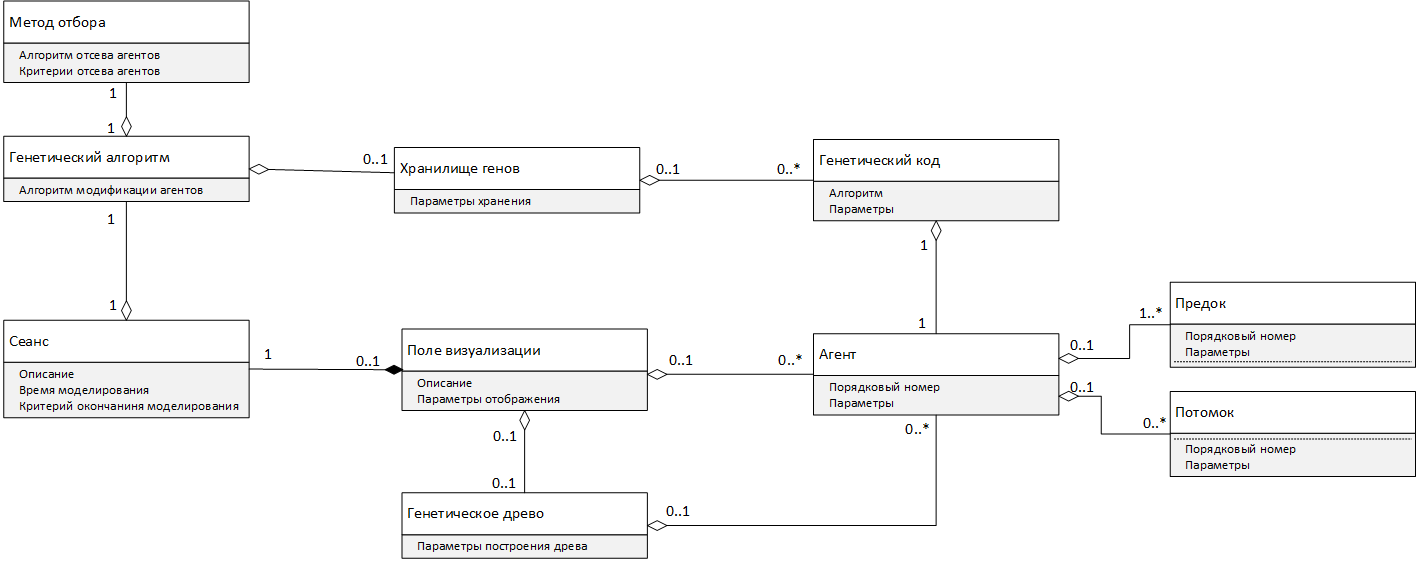 Метод отбора
Алгоритм отсева агентов
Критерии отсева агентов
1
1
Генетический алгоритм
Алгоритм модификации агентов
0..1
Хранилище генов
Параметры хранения
0..1
0..*
Генетический код
Алгоритм
Параметры
1
1
1
1
Сеанс
Описание
Время моделирования
Критерий окончаниня моделирования
1
0..1
Поле визуализации
Описание
Параметры отображения
0..1
0..*
Агент
Порядковый номер
Параметры
0..1
1..*
Предок
Порядковый номер
Параметры
0..1
0..*
Потомок
Порядковый номер
Параметры
0..1
0..1
Генетическое древо
Параметры построения древа
0..1
0..*